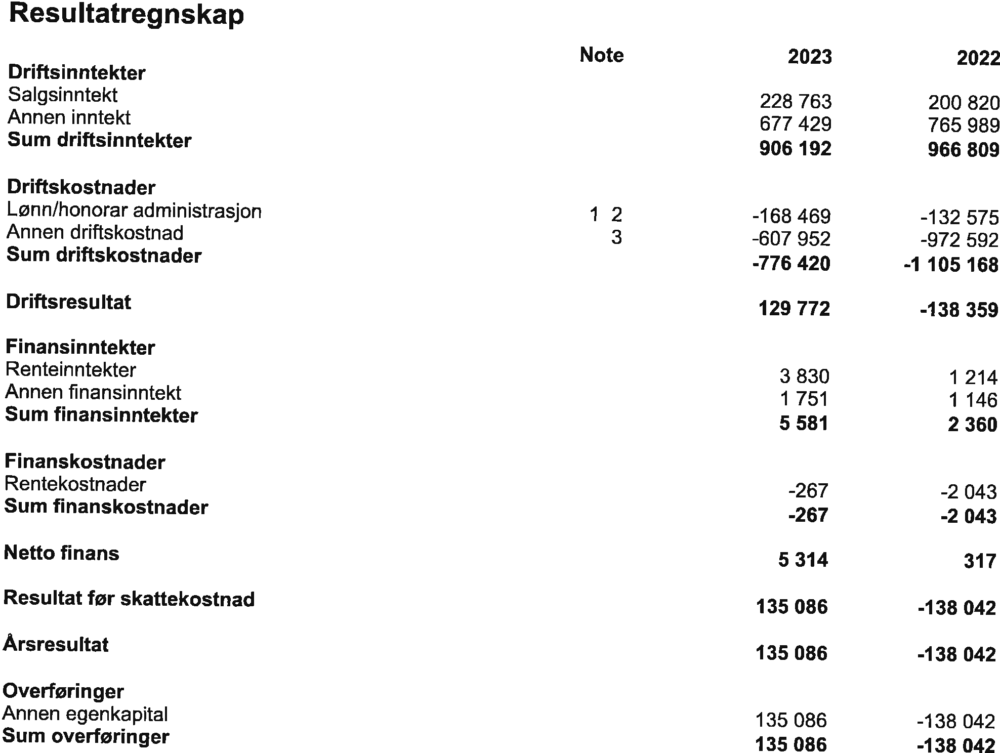 Resultatregnskap
Note 2023 2022
Driftsinntekter
Salgsinntekt 228 763 200 820
Annen inntekt 677 429 765 989
Sum driftsinntekter 906 192 966 809
Driftskostnader
Lønn/honorar administrasjon 1 2 -168 469 -132 575
Annen driftskostnad 3 -607 952 -972 592
Sum driftskostnader -776 420 -1 105 168
Driftsresultat 129 772 -138 359
Finansinntekter
Renteinntekter 3 830 1 214
Annen finansinntekt 1 751 1 146
Sum finansinntekter 5 581 2 360
Finanskostnader
Rentekostnader -267 -2 043
Sum finanskostnader -267 -2 043
Netto finans 5 314 317
Resultat før skattekostnad 135 086 -138 042
Årsresultat 135 086 -138 042
Overføringer
Annen egenkapital 135 086 -138 042
Sum overføringer 135 086 -138 042